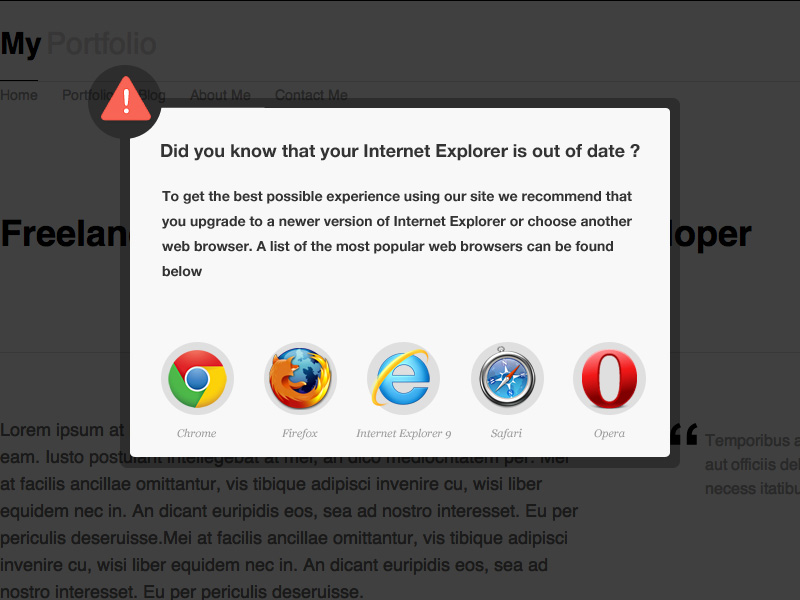 My Portfolio
Home Portfolio Blog About Me Contact Me
Did you know that your Internet Explorer is out of date ?
To get the best possible experience using our site we recommend that
you upgrade to a newer version of Internet Explorer or choose another
web browser. A list of the most popular web browsers can be found
below
Chrome Firefox Internet Explorer 9 Safari Opera
Freelan
loper
Lorem ipsum at
eam. Iusto postulant intellegebat at mei, an dico mediocritatem per. Mei
at facilis ancillae omittantur, vis tibique adipisci invenire cu, wisi liber
equidem nec in. An dicant euripidis eos, sea ad nostro interesset. Eu per
periculis deseruisse.Mei at facilis ancillae omittantur, vis tibique adipisci
invenire cu, wisi liber equidem nec in. An dicant euripidis eos, sea ad
nostro interesset. Eu per periculis deseruisse.
“ Temporibus a
aut officiis del
necess itatibu